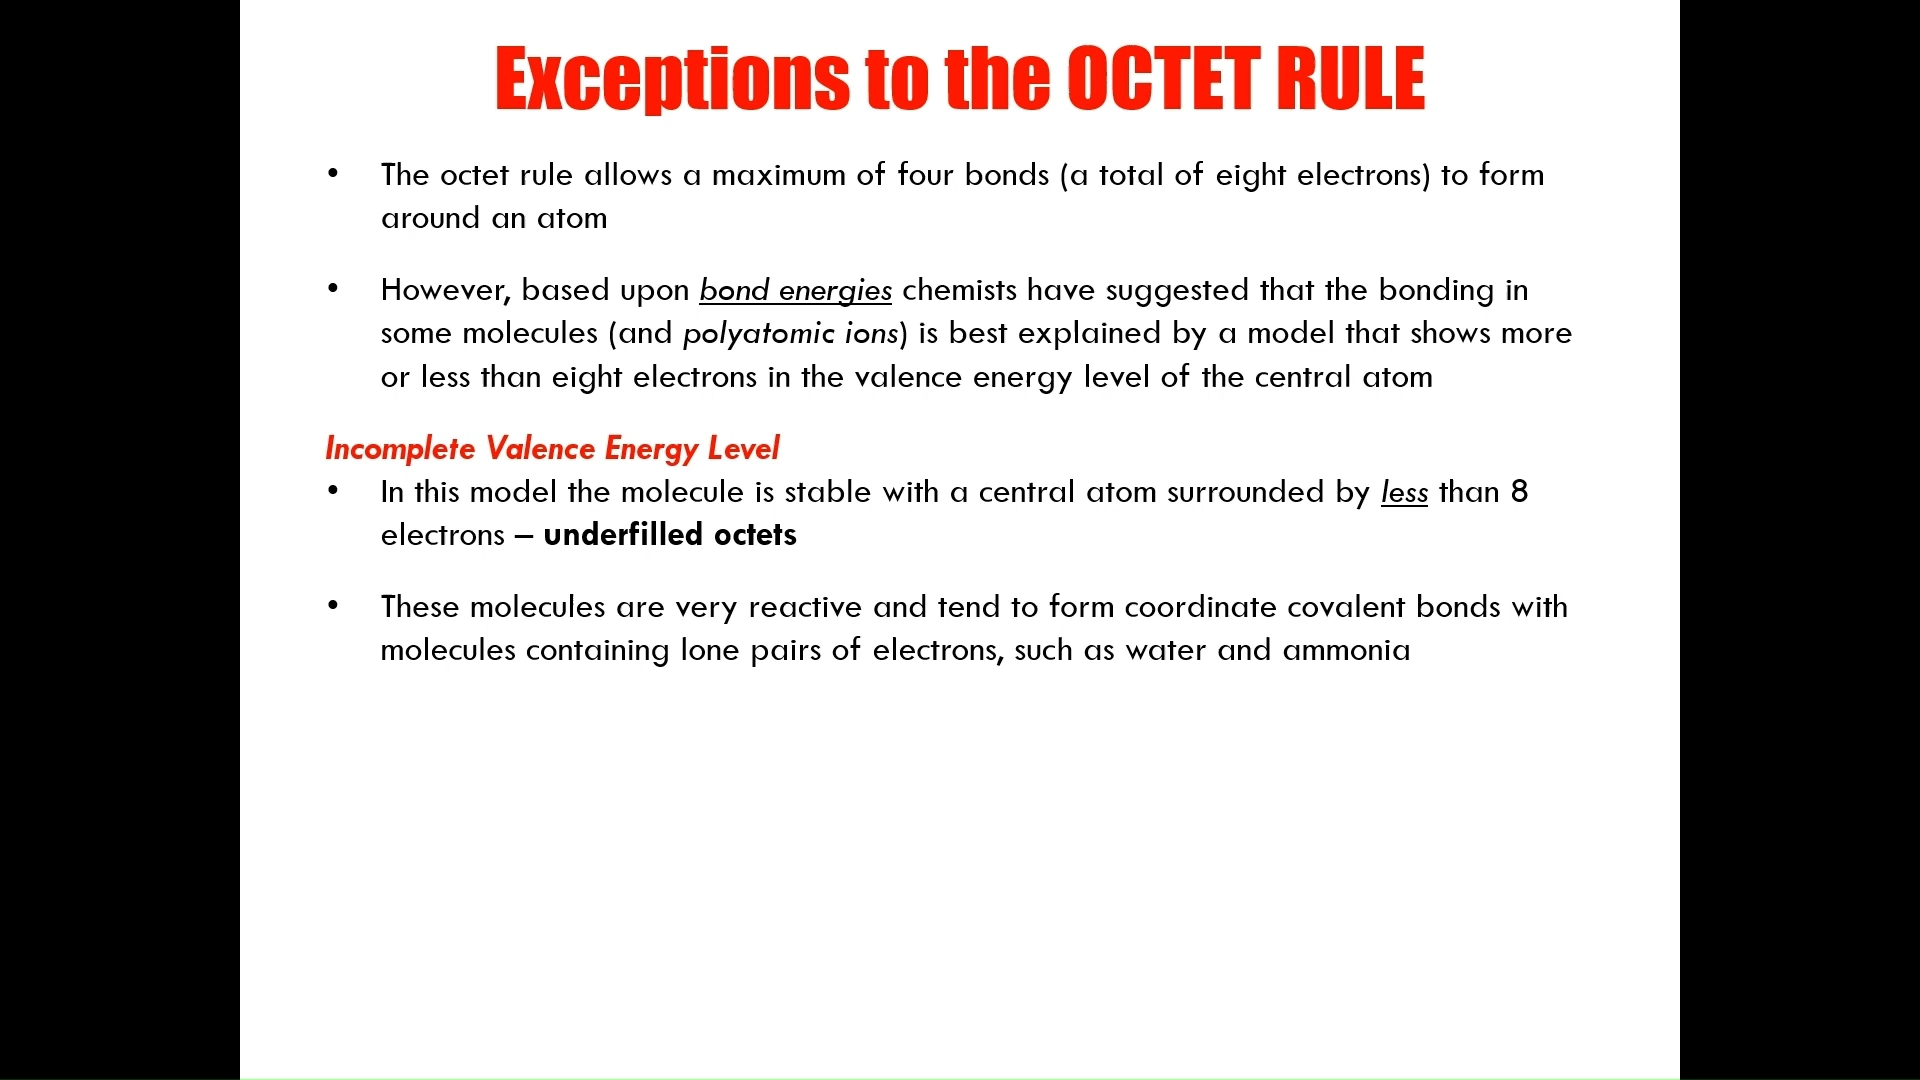 Exceptions to the OCTET RULE
• The octet rule allows a maximum of four bonds (a total of eight electrons) to form
around an atom
• However, based upon bond energies chemists have suggested that the bonding in
some molecules (and polyatomic ions) is best explained by a model that shows more
or less than eight electrons in the valence energy level of the central atom
Incomplete Valence Energy Level
• In this model the molecule is stable with a central atom surrounded by less than 8
electrons – underfilled octets
• These molecules are very reactive and tend to form coordinate covalent bonds with
molecules containing lone pairs of electrons, such as water and ammonia